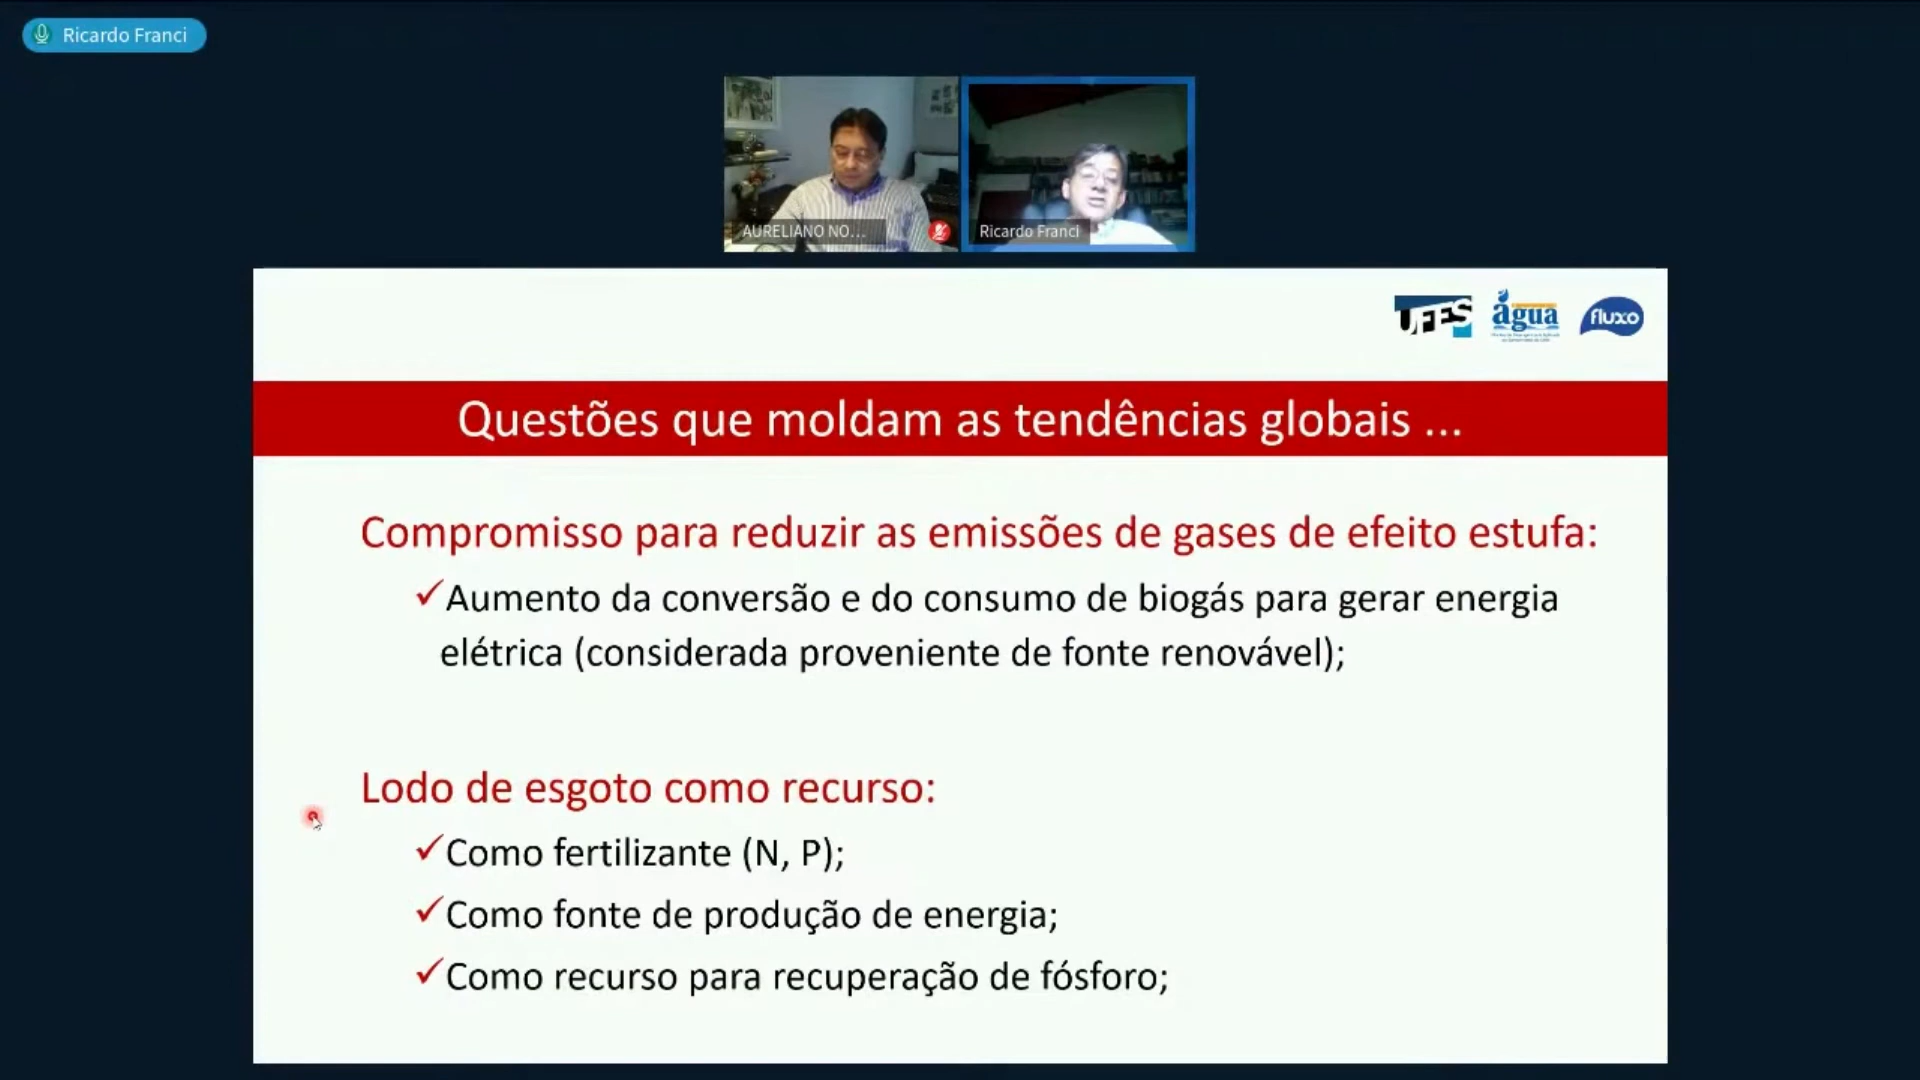 Ricardo Franci
AURELIANO NO...
Ricardo Franci
UFES
água
fluxo
Questões que moldam as tendências globais ...
Compromisso para reduzir as emissões de gases de efeito estufa:
✓Aumento da conversão e do consumo de biogás para gerar energia
elétrica (considerada proveniente de fonte renovável);
Lodo de esgoto como recurso:
✓Como fertilizante (N, P);
✓Como fonte de produção de energia;
✓Como recurso para recuperação de fósforo;